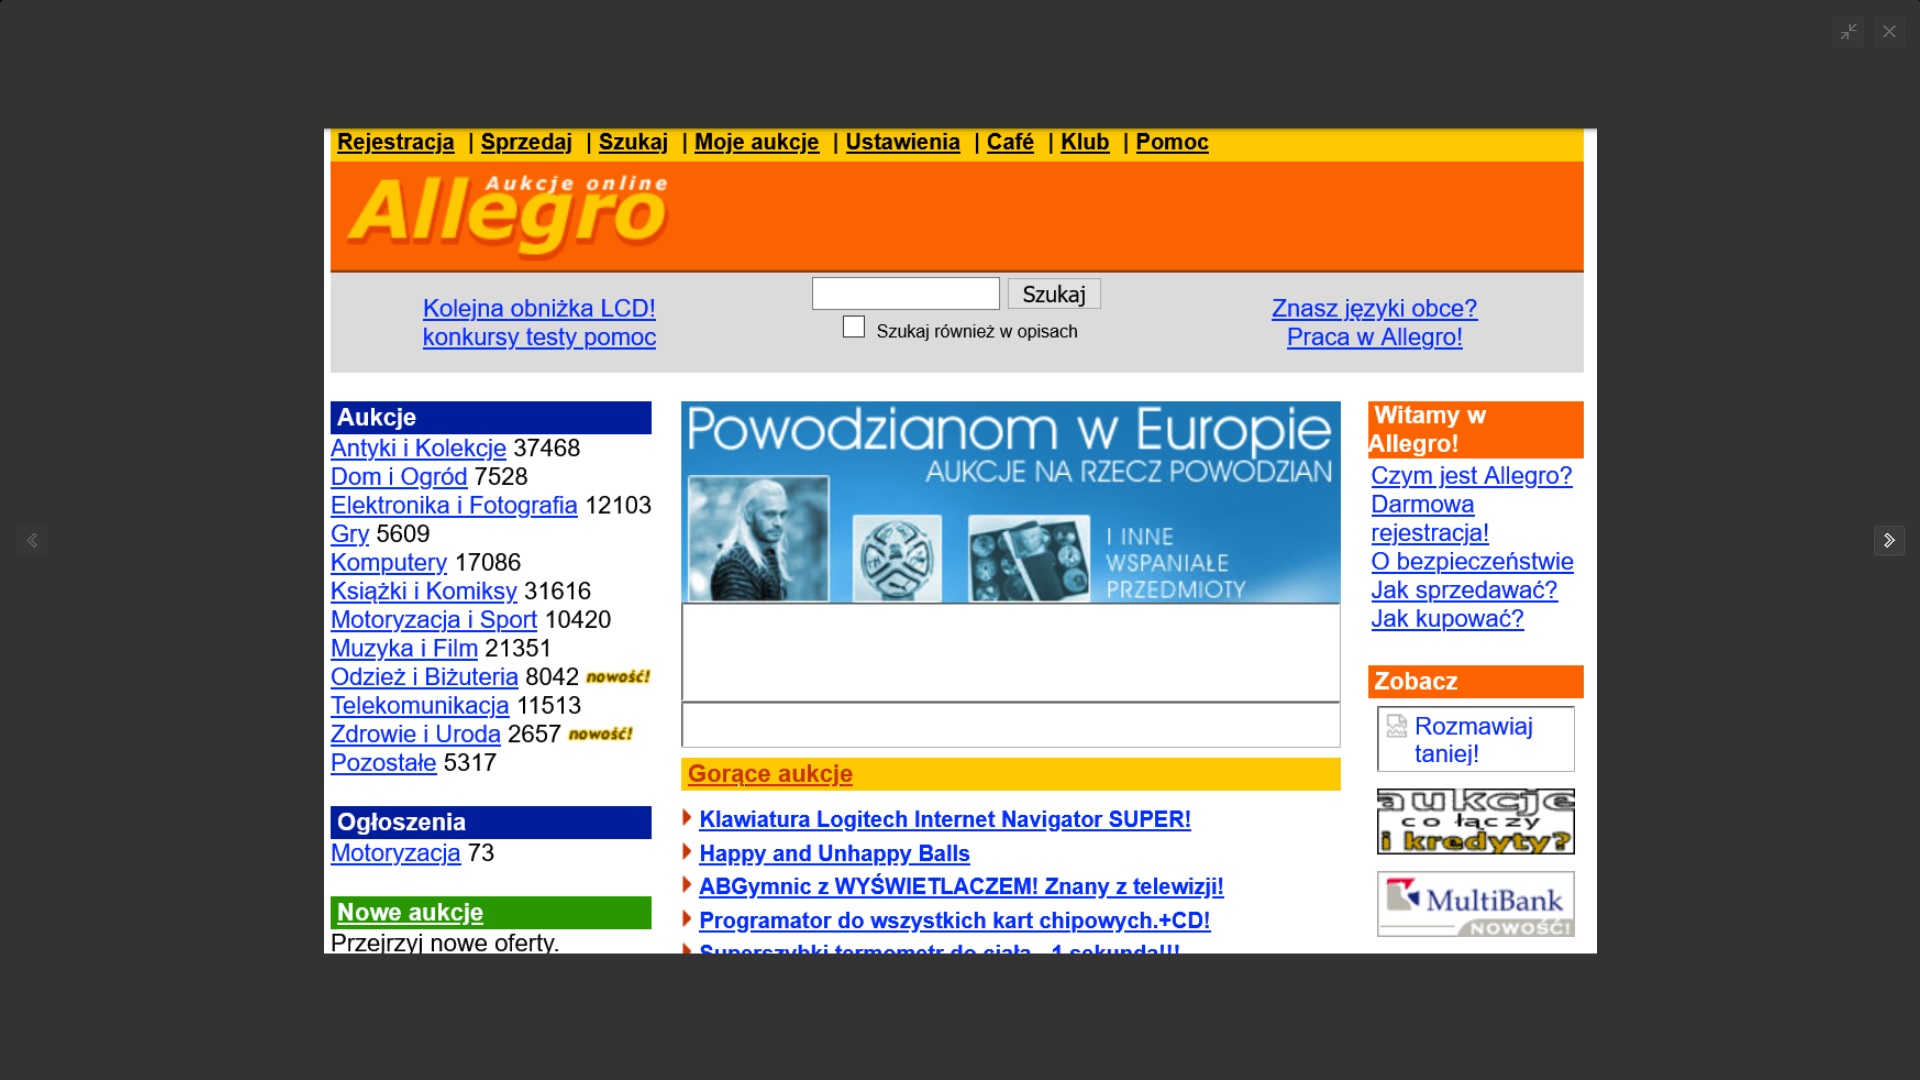 Rejestracja | Sprzedaj | Szukaj | Moje aukcje | Ustawienia | Café | Klub | Pomoc
Aukcje online
Allegro
Kolejna obniżka LCD!
konkursy testy pomoc
Szukaj
Szukaj również w opisach
Znasz języki obce?
Praca w Allegro!
Aukcje
Antyki i Kolekcje 37468
Dom i Ogród 7528
Elektronika i Fotografia 12103
Gry 5609
Komputery 17086
Książki i Komiksy 31616
Motoryzacja i Sport 10420
Muzyka i Film 21351
Odzież i Biżuteria 8042 nowość!
Telekomunikacja 11513
Zdrowie i Uroda 2657 nowość!
Pozostałe 5317
Ogłoszenia
Motoryzacja 73
Nowe aukcje
Przejrzyj nowe oferty.
Powodzianom w Europie
AUKCJE NA RZECZ POWODZIAN
I INNE
WSPANIAŁE
PRZEDMIOTY
Gorące aukcje
Klawiatura Logitech Internet Navigator SUPER!
Happy and Unhappy Balls
ABGymnic z WYŚWIETLACZEM! Znany z telewizji!
Programator do wszystkich kart chipowych.+CD!
Superszybki termometr do ciała - 1 sekunda!!!
Witamy w
Allegro!
Czym jest Allegro?
Darmowa
rejestracja!
O bezpieczeństwie
Jak sprzedawać?
Jak kupować?
Zobacz
Rozmawiaj
taniej!
aukcje
co łączy
i kredyty?
MultiBank
NOWOŚĆ!